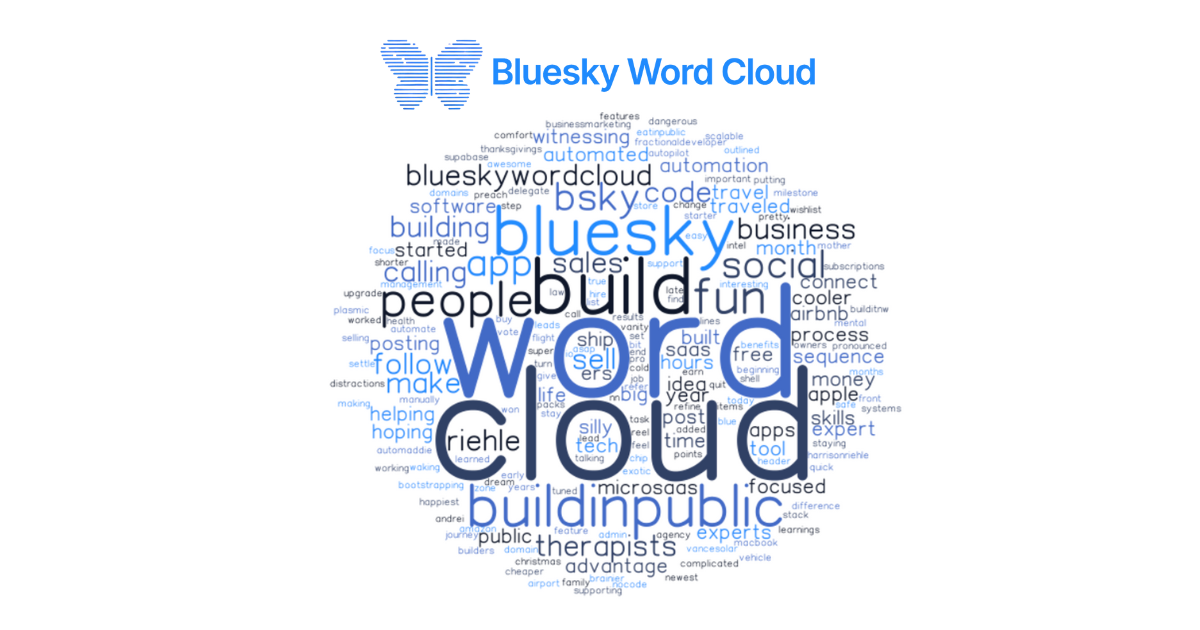 Bluesky Word Cloud
features
businessmarketing dangerous
comfort witnessing eatinpublic scalable
fractionaldeveloper
thanksgivings automated autopilot outlined
supabase awesome automation
blueskywordcloud important putting
domains preach delegate bsky code travel milestone
software step store change traveled wishlist
starter pretty
building bluesky easy business
focus started made intel month mother
shorter calling app sales support social subscriptions
management true interesting connect
upgrade people build law hire list late find fun cooler
plasmic call airbnb builditnw
worked health buy leads results lines mental
automate vote word vanity process
selling posting flight ship set built benefits owners pronounced
super asap bit saas free sequence
settle follow turn io sell end pro hours beginning months
give ers cold earn
distractions make job idea quit shell money
manually life nn refer big year today apple front
making packs refine items safe systems
helping won stay task post blue skills
hoping silly reel added apps expert
riehle cloud lead tech feel time tool staying
automaddie learned talking points header harrisonriehle
working waking chip quick
early exotic
bootstrapping zone dream years tuned microsaas focused
happiest buildinpublic difference
andrei stack
amazon feature admin agency experts learnings
journey public macbook
builders domain therapists vancesolar
christmas advantage complicated vehicle
cheaper newest
airport family brainier nocode
supporting